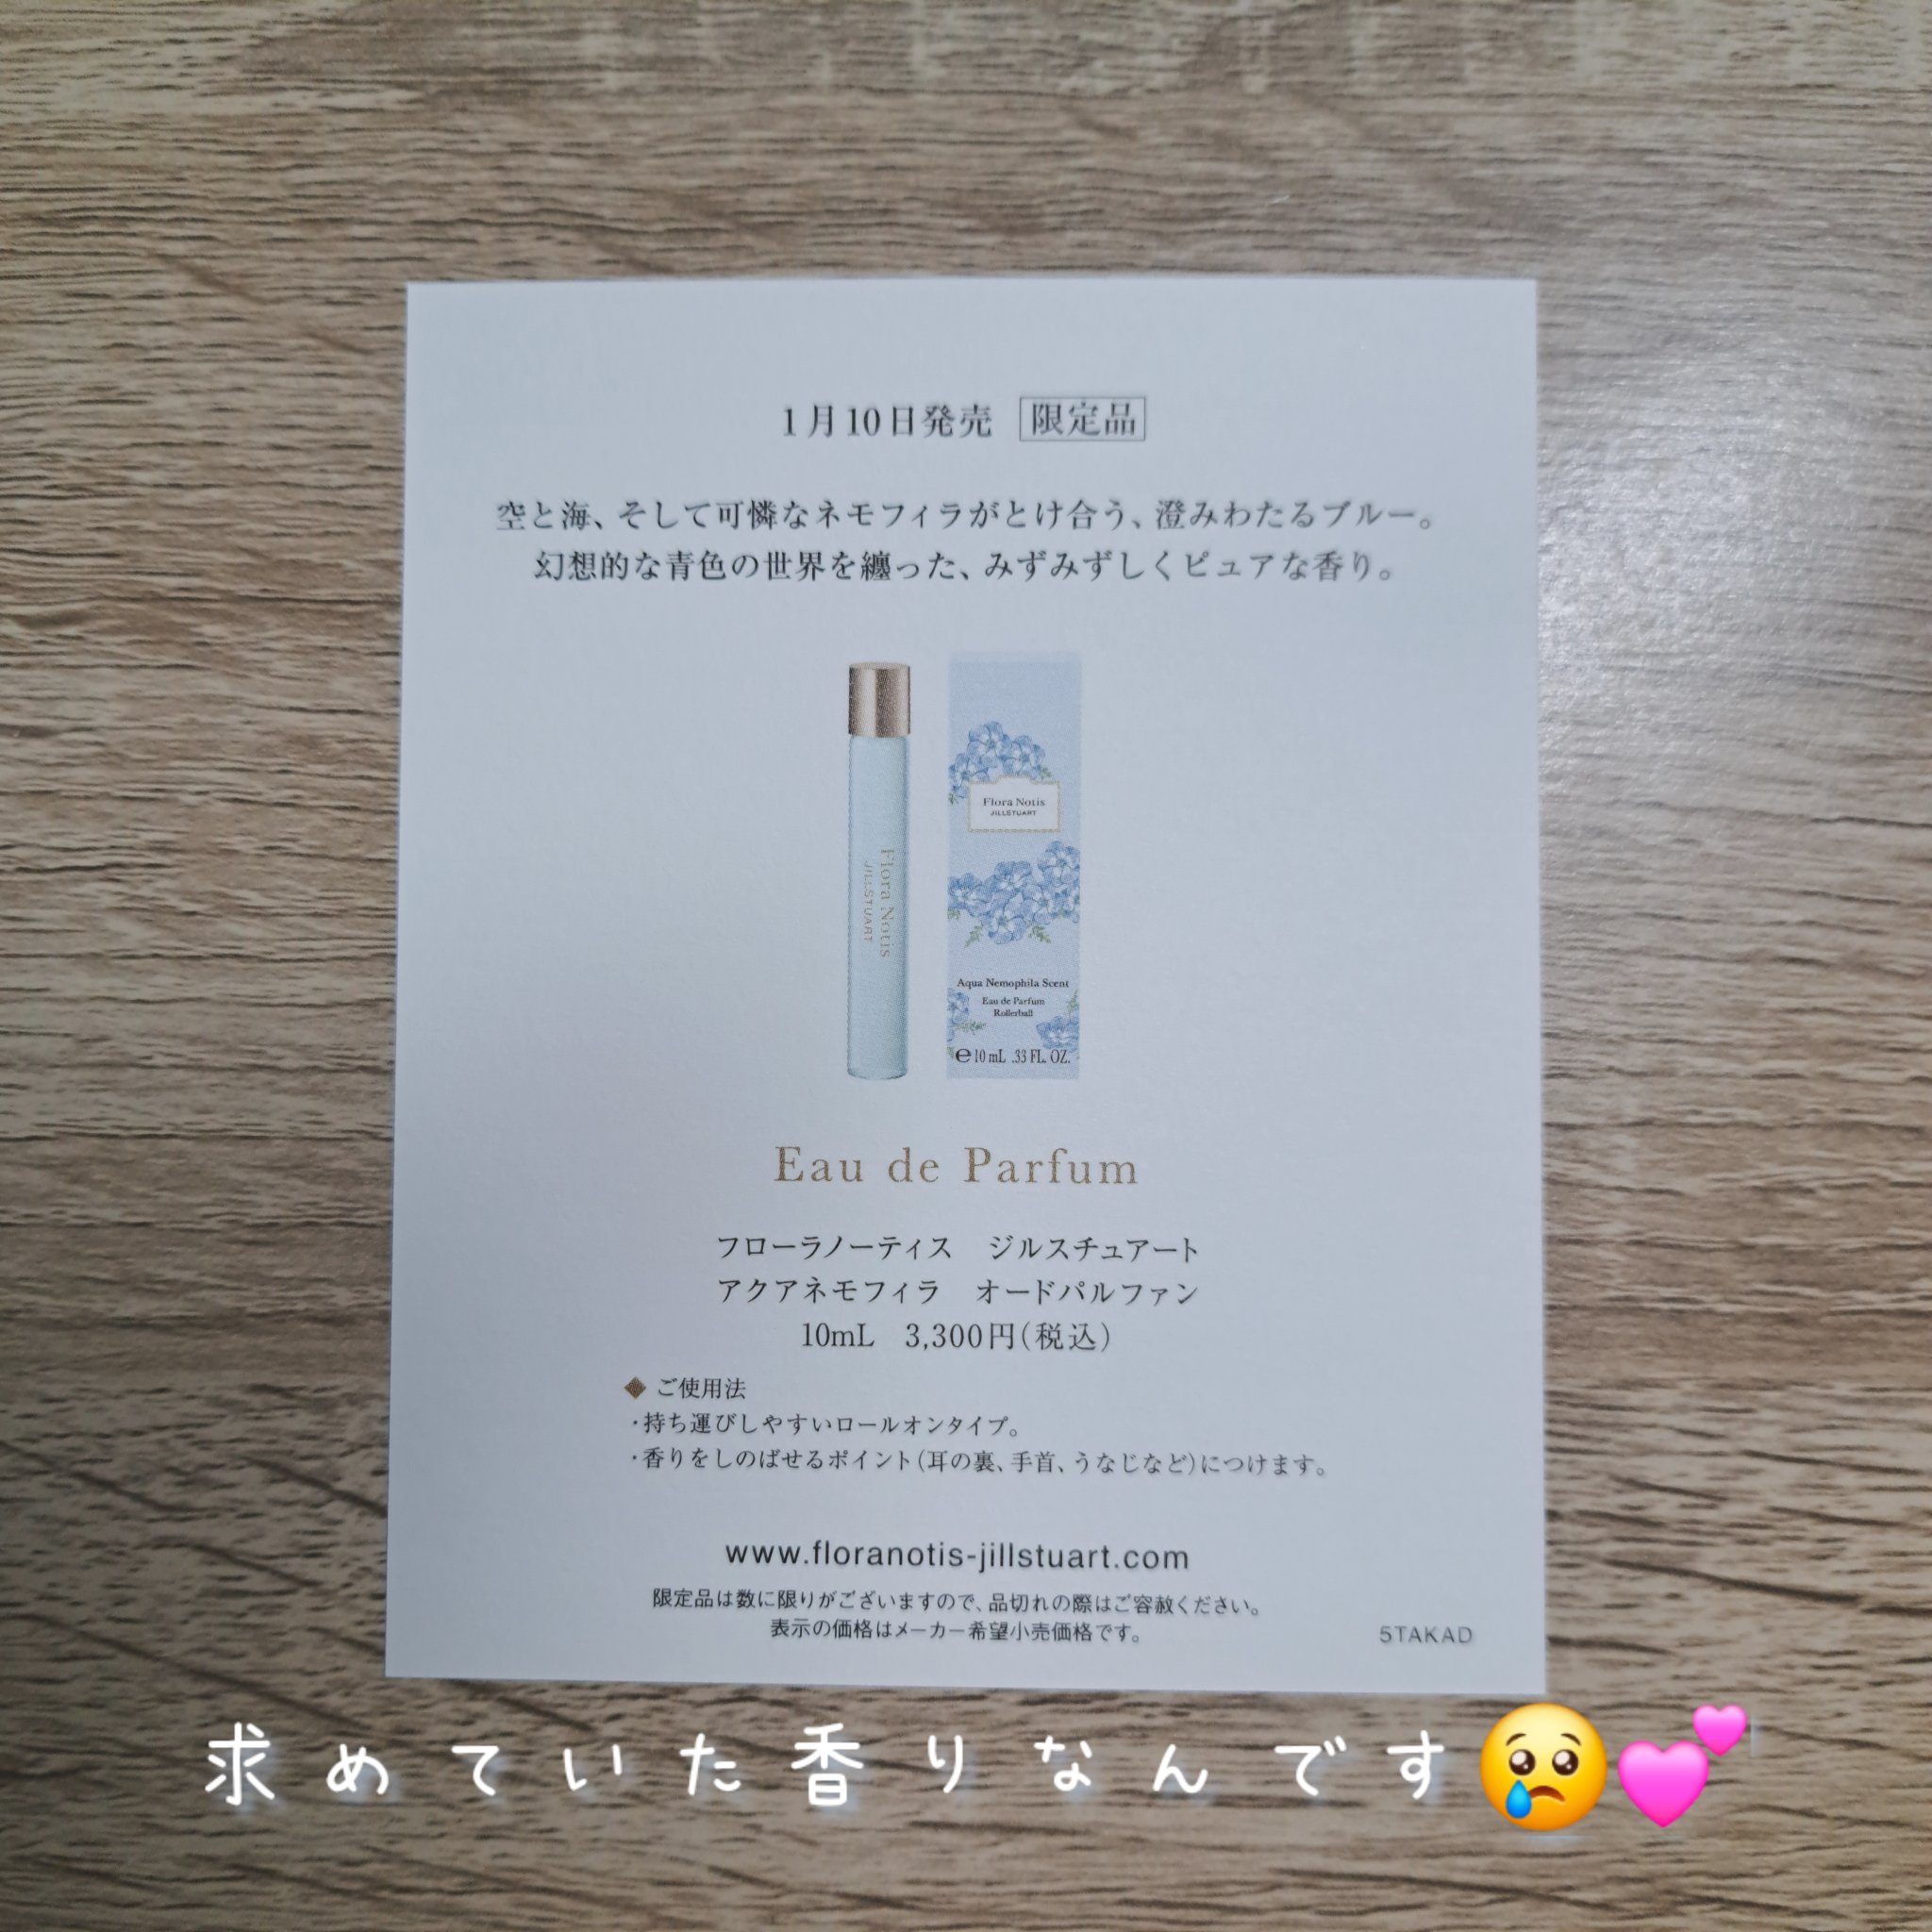 1月10日発売 限定品
空と海、そして可憐なネモフィラがとけ合う、澄みわたるブルー。
幻想的な青色の世界を纏った、みずみずしくピュアな香り。
Flora Notis
JILLSTUART
Flora Notis
JILLSTUART
Aqua Nemophila Scent
Eau de Parfum
Rollerball
℮10 mL .33 FL. OZ.
Eau de Parfum
フローラノーティス ジルスチュアート
アクアネモフィラ オードパルファン
10mL 3,300円(税込)
◆ ご使用法
・持ち運びしやすいロールオンタイプ。
・香りをしのばせるポイント(耳の裏、手首、うなじなど)につけます。
www.floranotis-jillstuart.com
限定品は数に限りがございますので、品切れの際はご容赦ください。
表示の価格はメーカー希望小売価格です。
5TAKAD
求めていた香りなんです😢💕